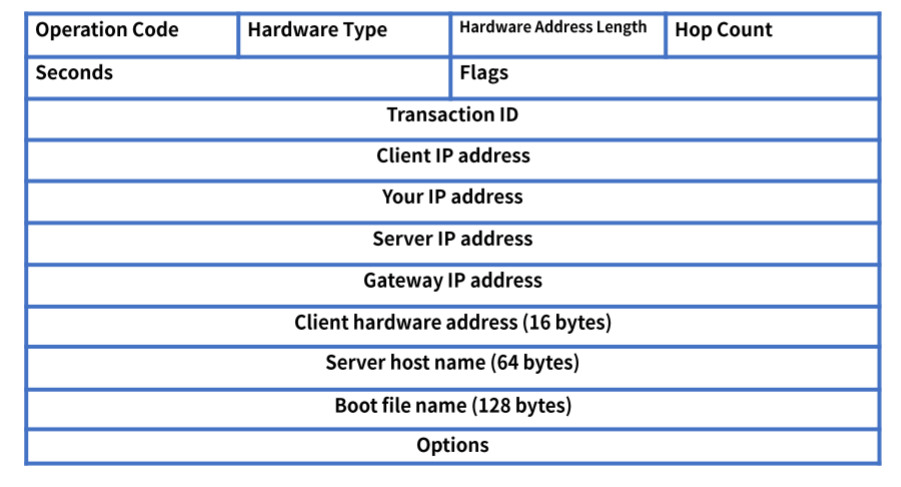 Operation Code Hardware Type Hardware Address Length Hop Count
Seconds Flags
Transaction ID
Client IP address
Your IP address
Server IP address
Gateway IP address
Client hardware address (16 bytes)
Server host name (64 bytes)
Boot file name (128 bytes)
Options